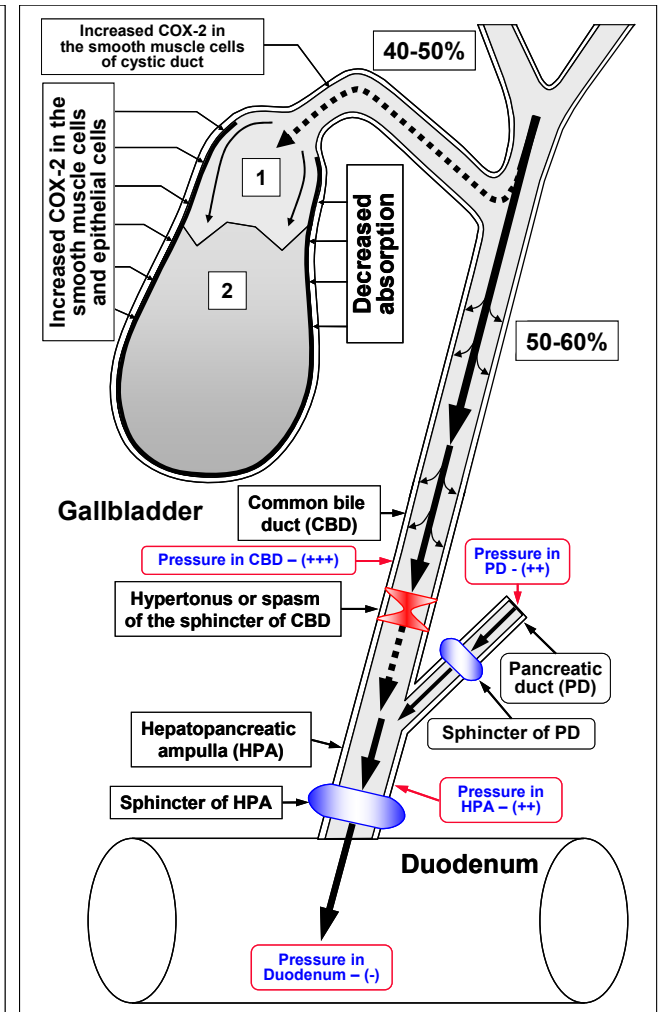 Increased COX-2 in
the smooth muscle cells
of cystic duct
40-50%
Increased COX-2 in the
smooth muscle cells
and epithelial cells
1
2
Decreased
absorption
50-60%
Gallbladder
Common bile
duct (CBD)
Pressure in CBD – (+++)
Pressure in
PD - (++)
Hypertonus or spasm
of the sphincter of CBD
Pancreatic
duct (PD)
Sphincter of PD
Hepatopancreatic
ampulla (HPA)
Sphincter of HPA
Pressure in
HPA – (++)
Duodenum
Pressure in
Duodenum – (-)